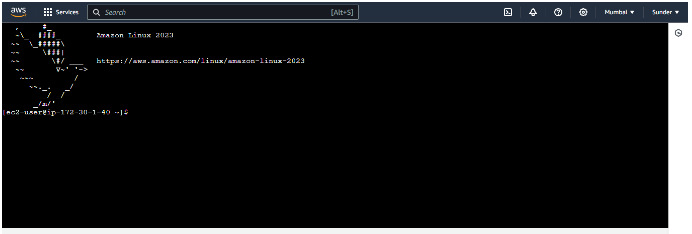 aws
Services
Search
[Alt+S]
Mumbai
Sunder
Amazon Linux 2023
https://aws.amazon.com/linux/amazon-linux-2023
[ec2-user@ip-172-30-1-40 ~]$